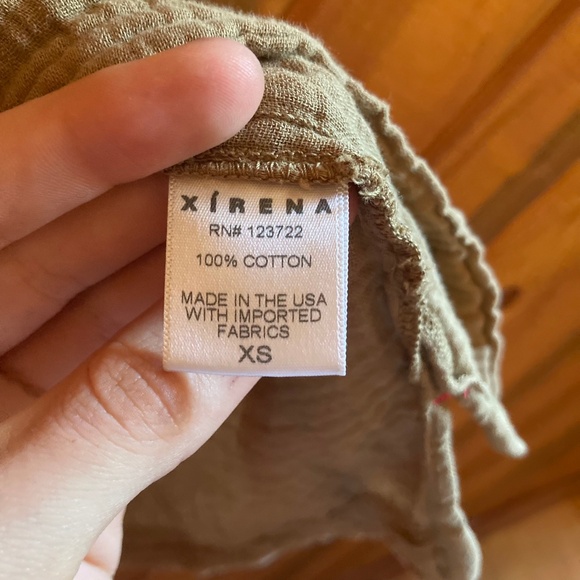 XÍRENA
RN# 123722
100% COTTON
MADE IN THE USA
WITH IMPORTED
FABRICS
XS